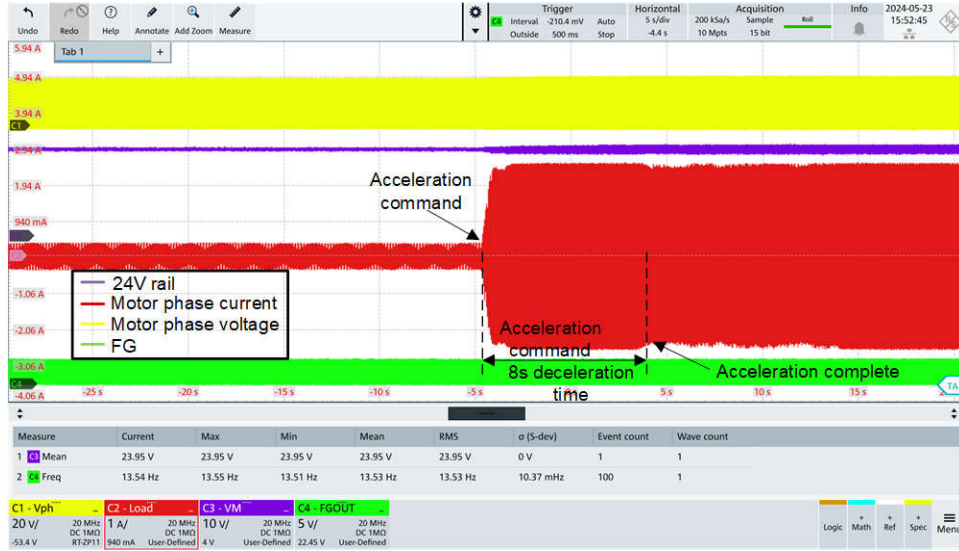 Undo
Redo
Help
Annotate
Add Zoom
Measure
Trigger
C4 Interval -210.4 mV Auto
Outside 500 ms Stop
Horizontal
5 s/div
-4.4 s
Acquisition
200 kSa/s Sample Roll
10 Mpts 15 bit
Info
2024-05-23
15:52:45
Tab 1 +
5.94 A
4.94 A
3.94 A
C1
2.94 A
1.94 A
940 mA
-1.06 A
-2.06 A
-3.06 A
C4
-4.06 A
Acceleration
command
24V rail
Motor phase current
Motor phase voltage
FG
Acceleration
command
8s deceleration
time
Acceleration complete
TA
-25 s
-20 s
-15 s
-10 s
-5 s
5 s
10 s
15 s
Measure Current Max Min Mean RMS σ (S-dev) Event count Wave count
1 C3 Mean 23.95 V 23.95 V 23.95 V 23.95 V 23.95 V 0 V 1 1
2 C4 Freq 13.54 Hz 13.55 Hz 13.51 Hz 13.53 Hz 13.53 Hz 10.37 mHz 100 1
C1 - Vph
20 V/ 20 MHz
DC 1MΩ
-53.4 V RT-ZP11
C2 - Load
1 A/ 20 MHz
DC 1MΩ
940 mA User-Defined
C3 - VM
10 V/ 20 MHz
DC 1MΩ
4 V User-Defined
C4 - FGOUT
5 V/ 20 MHz
DC 1MΩ
22.45 V User-Defined
Logic
+ Math
+ Ref
+ Spec
Menu